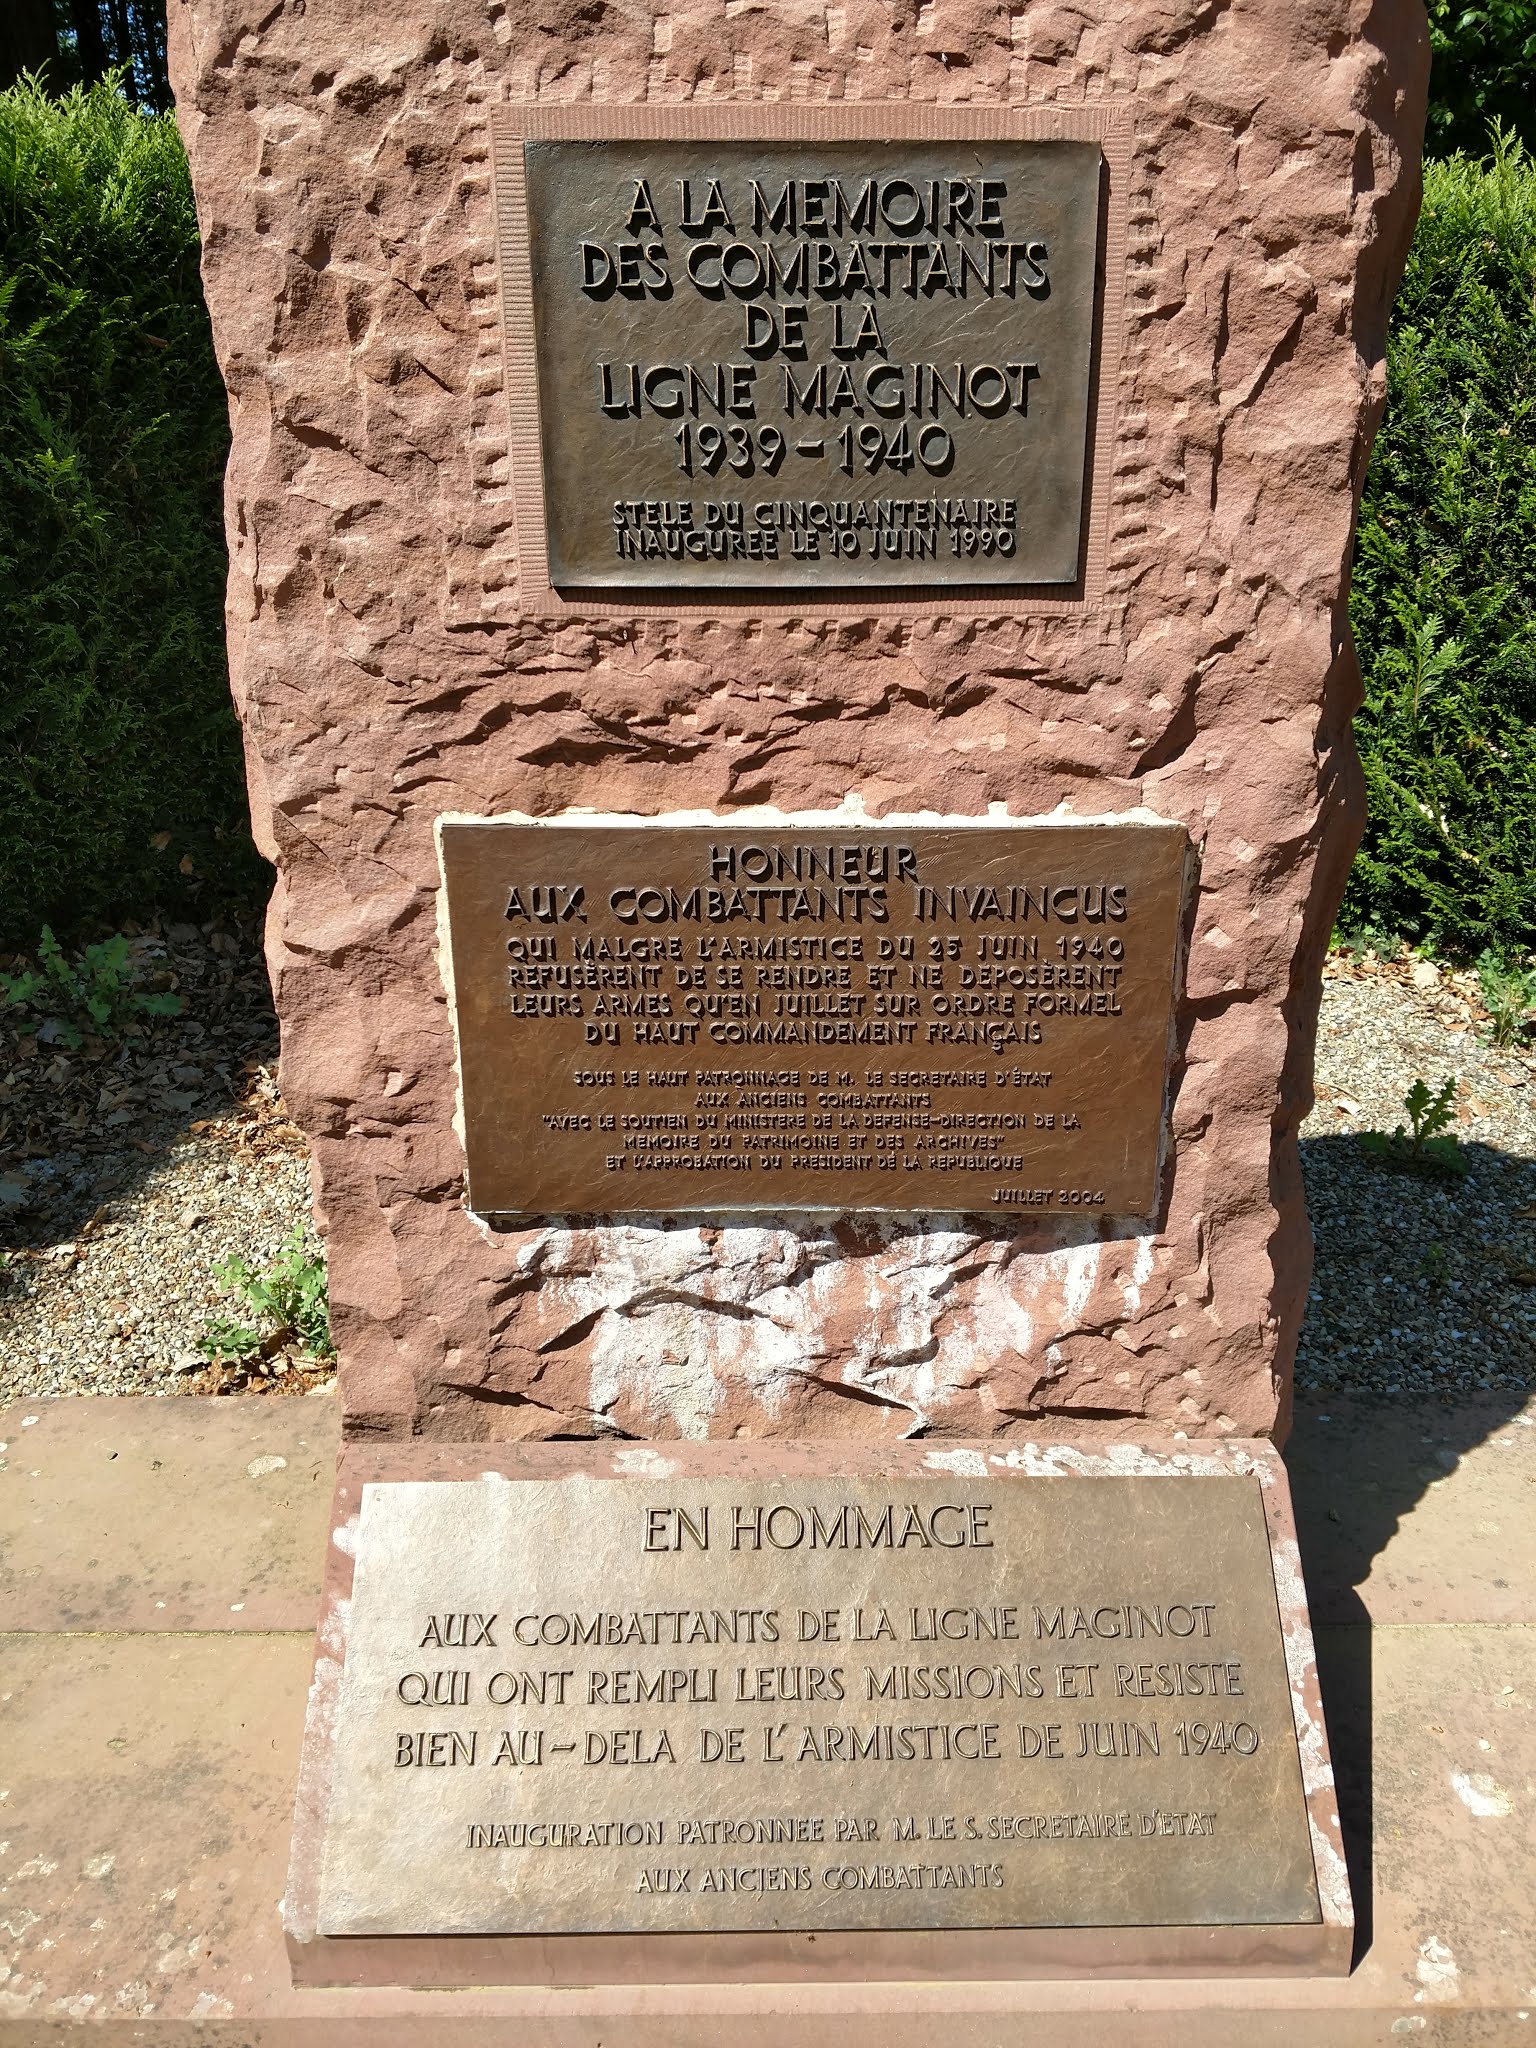 A LA MEMOIRE
DES COMBATTANTS
DE LA
LIGNE MAGINOT
1939-1940
STELE DU CINQUANTENAIRE
INAUGUREE LE 10 JUIN 1990
HONNEUR
AUX COMBATTANTS INVAINCUS
QUI MALGRE L'ARMISTICE DU 25 JUIN 1940
REFUSÈRENT DE SE RENDRE ET NE DEPOSÈRENT
LEURS ARMES QU'EN JUILLET SUR ORDRE FORMEL
DU HAUT COMMANDEMENT FRANÇAIS
SOUS LE HAUT PATRONNAGE DE M. LE SECRETAIRE D'ÉTAT
AUX ANCIENS COMBATTANTS
"AVEC LE SOUTIEN DU MINISTERE DE LA DEFENSE-DIRECTION DE LA
MEMOIRE DU PATRIMOINE ET DES ARCHIVES"
ET L'APPROBATION DU PRESIDENT DE LA REPUBLIQUE
JUILLET 2004
EN HOMMAGE
AUX COMBATTANTS DE LA LIGNE MAGINOT
QUI ONT REMPLI LEURS MISSIONS ET RESISTE
BIEN AU-DELA DE L'ARMISTICE DE JUIN 1940
INAUGURATION PATRONNEE PAR M. LE S. SECRETAIRE D'ETAT
AUX ANCIENS COMBATTANTS